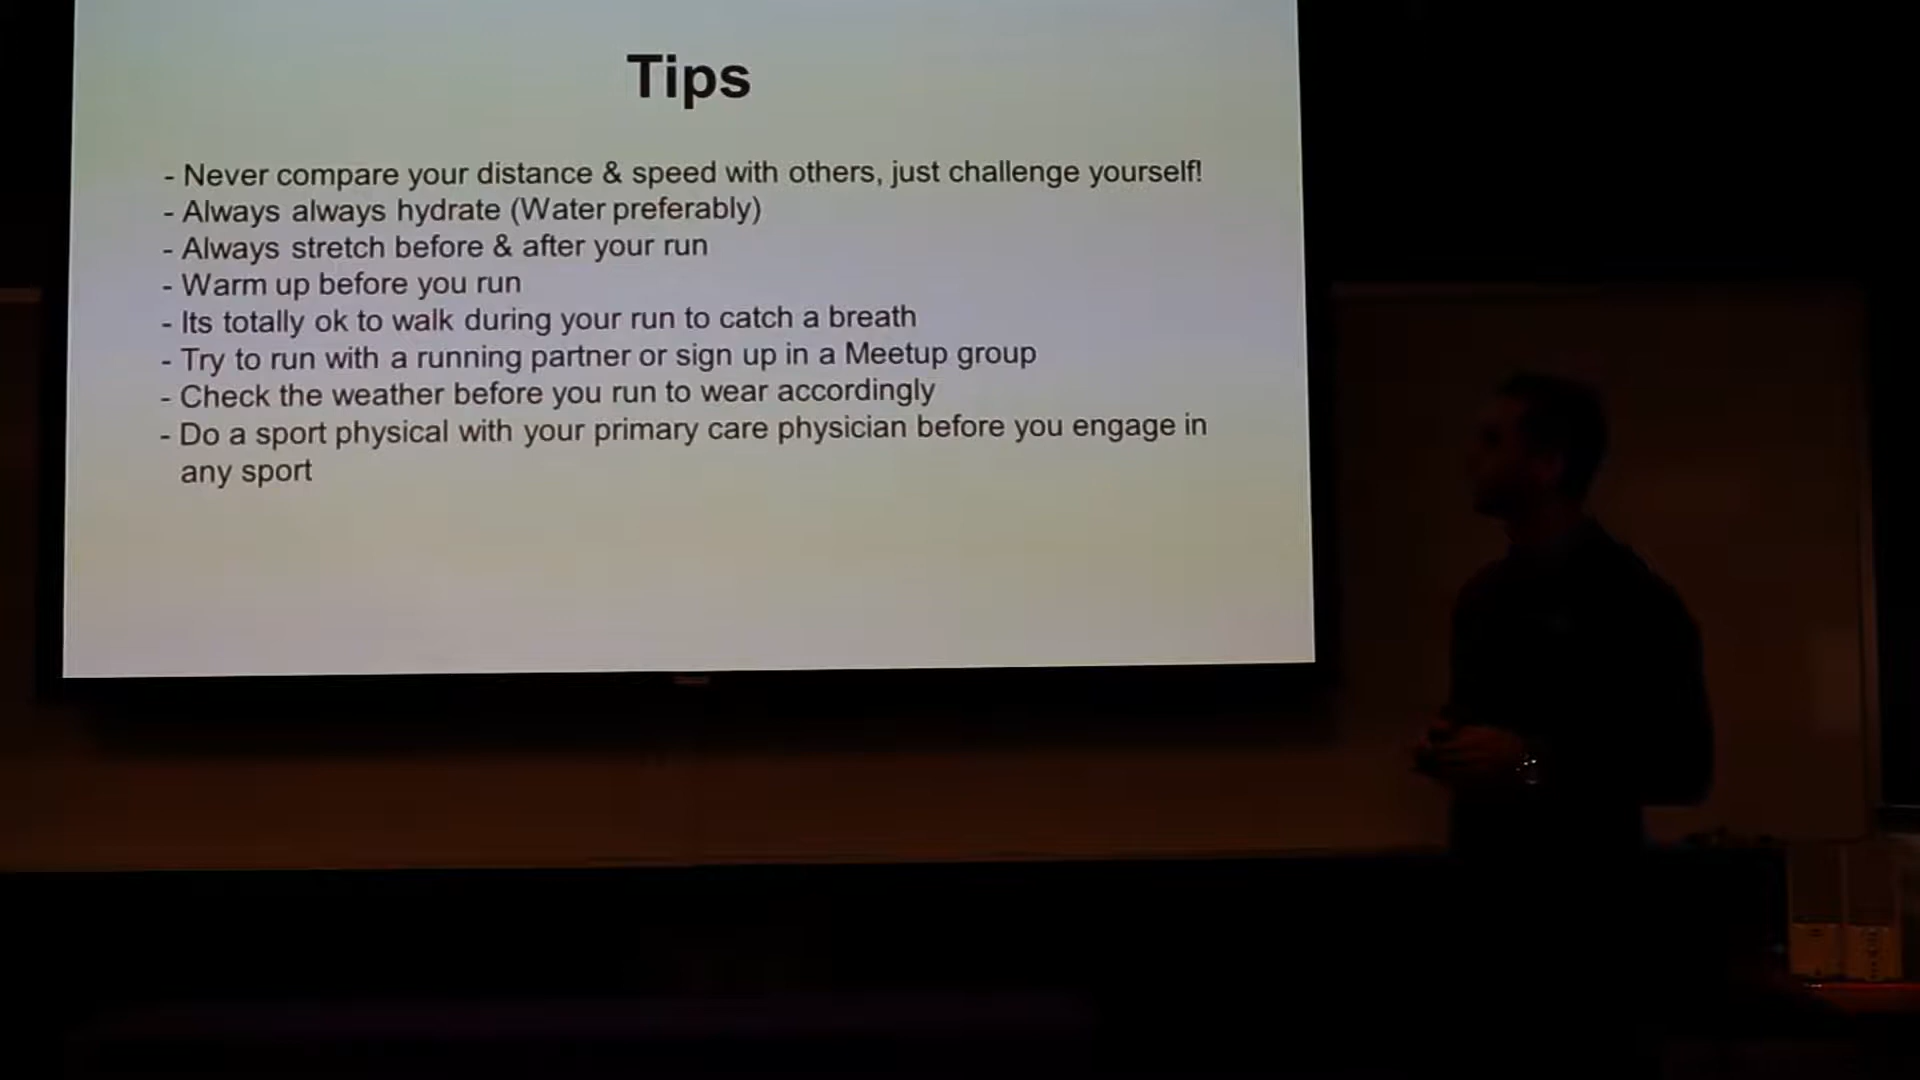 Tips
- Never compare your distance & speed with others, just challenge yourself!
- Always always hydrate (Water preferably)
- Always stretch before & after your run
- Warm up before you run
- Its totally ok to walk during your run to catch a breath
- Try to run with a running partner or sign up in a Meetup group
- Check the weather before you run to wear accordingly
- Do a sport physical with your primary care physician before you engage in
any sport